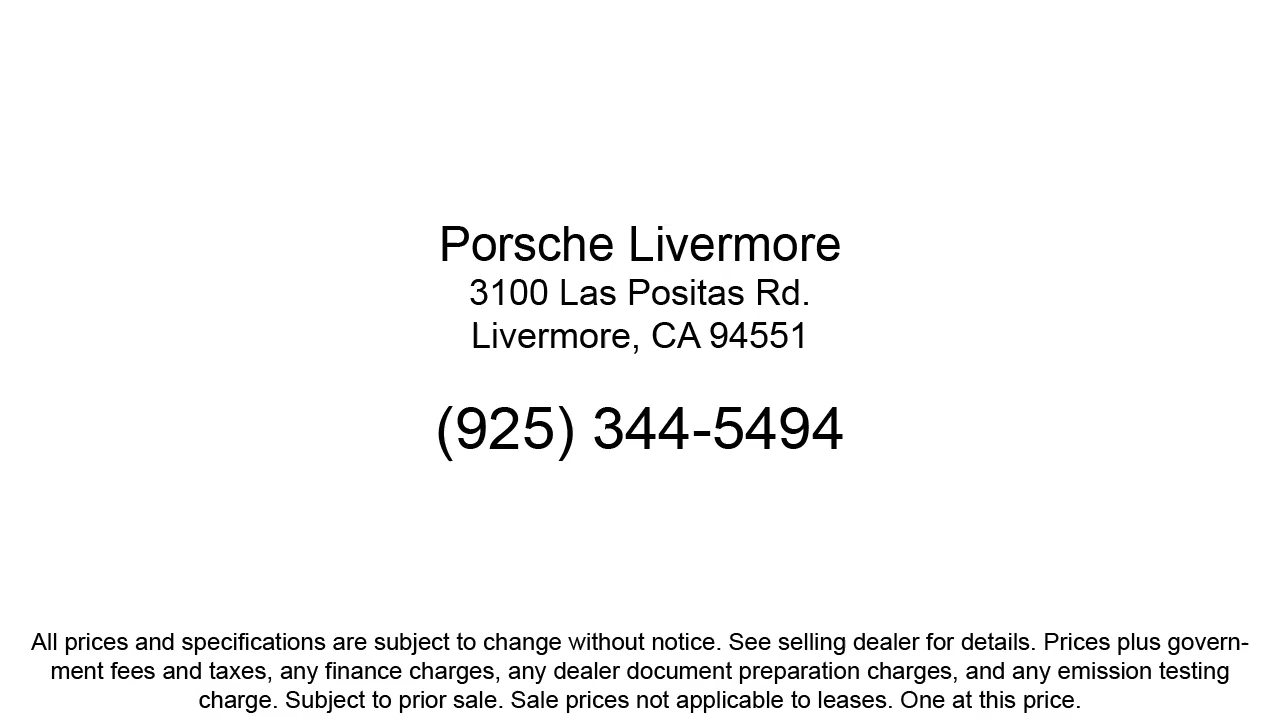 Porsche Livermore
3100 Las Positas Rd.
Livermore, CA 94551
(925) 344-5494
All prices and specifications are subject to change without notice. See selling dealer for details. Prices plus govern-
ment fees and taxes, any finance charges, any dealer document preparation charges, and any emission testing
charge. Subject to prior sale. Sale prices not applicable to leases. One at this price.